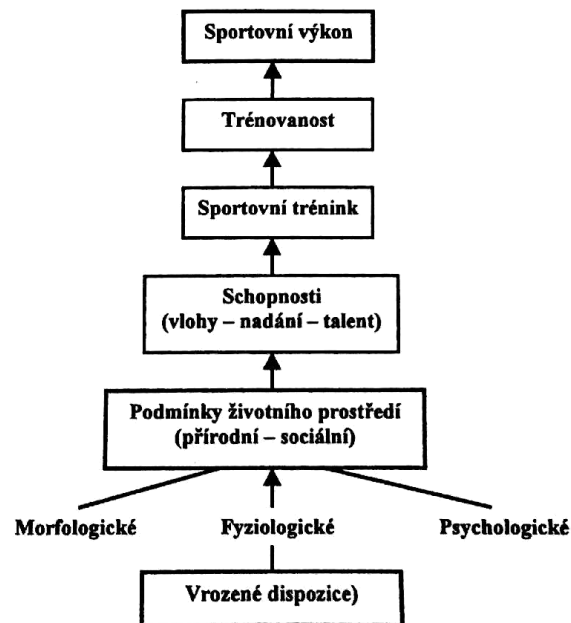 Sportovní výkon
Trénovanost
Sportovní trénink
Schopnosti
(vlohy – nadání – talent)
Podmínky životního prostředí
(přírodní – sociální)
Morfologické Fyziologické Psychologické
Vrozené dispozice)